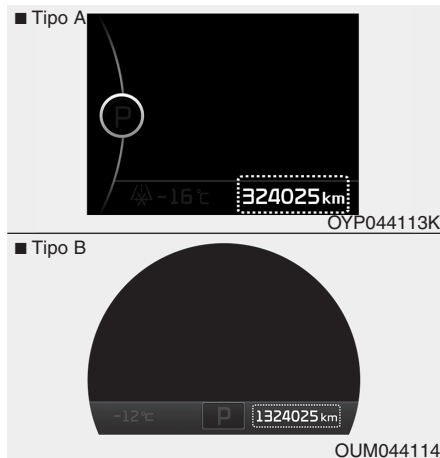 ■ Tipo A
P
-16℃
324025km
OYP044113K
■ Tipo B
-12℃ P 1324025km
OUM044114